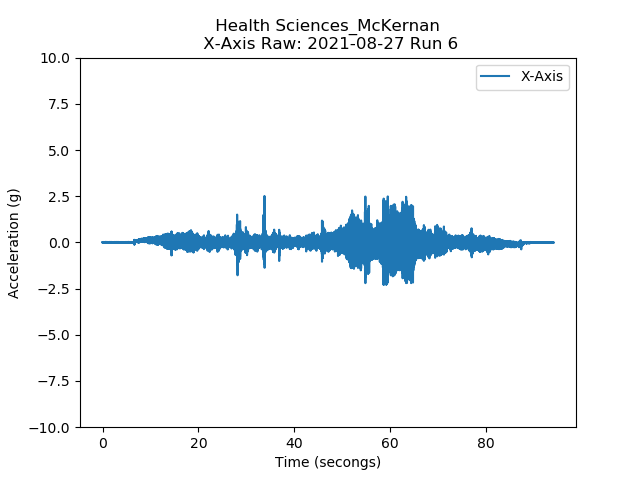 Health Sciences_McKernan
X-Axis Raw: 2021-08-27 Run 6
X-Axis
10.0
7.5
5.0
2.5
0.0
−2.5
−5.0
−7.5
−10.0
Acceleration (g)
0 20 40 60 80
Time (secongs)